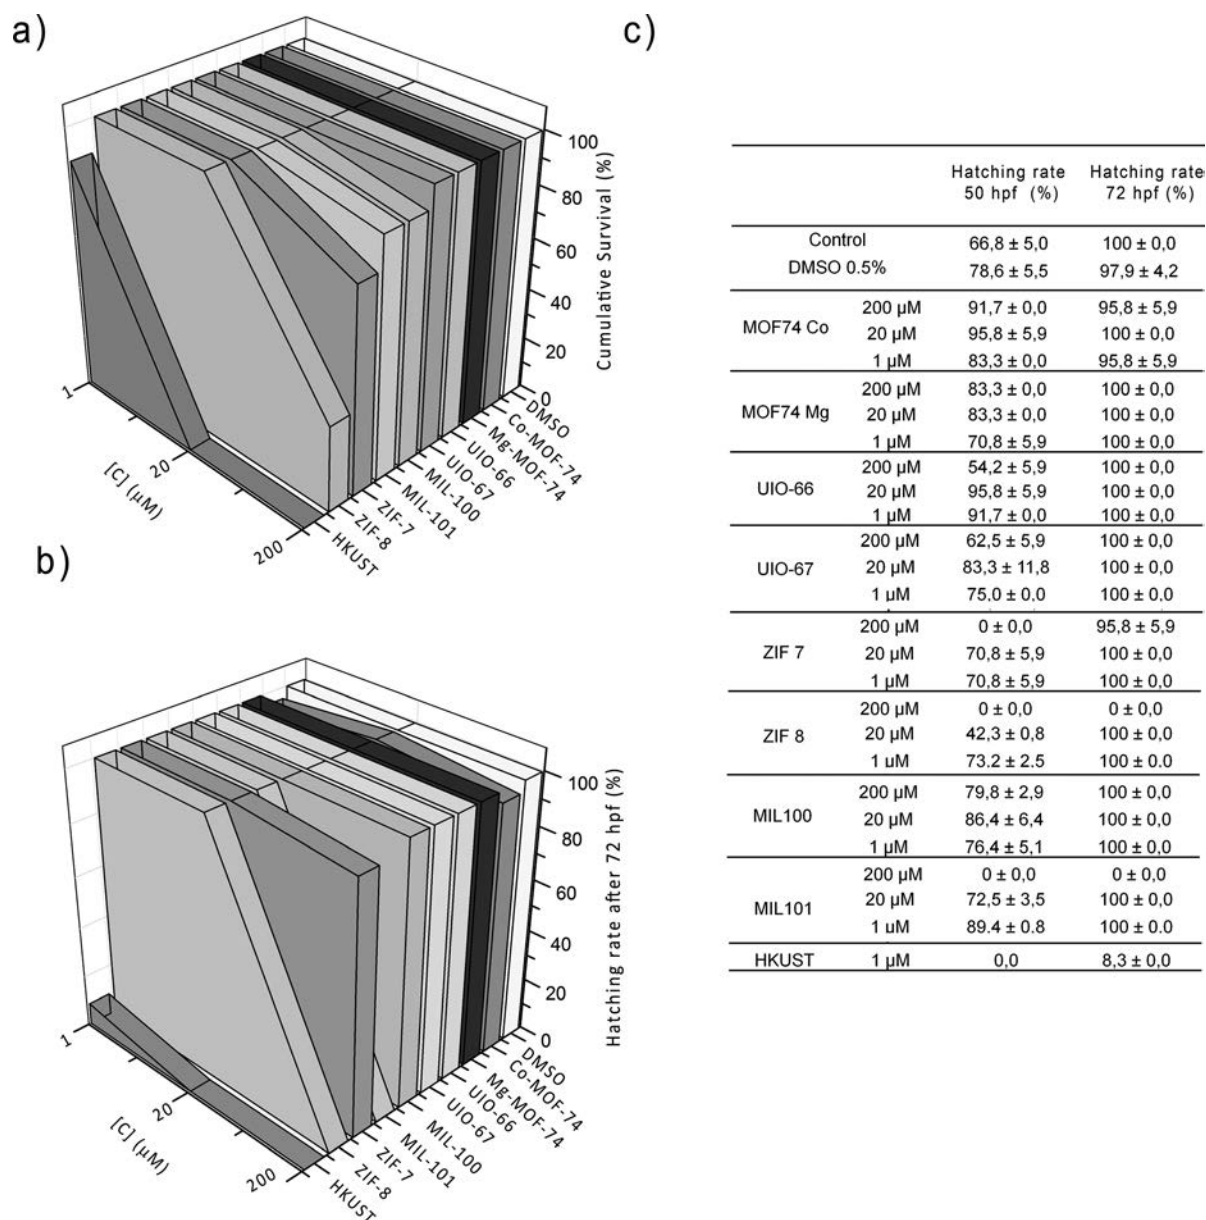 a)
100
80
60
40
20
0
Cumulative Survival (%)
1
20
200
[C] (μM)
DMSO
Co-MOF-74
Mg-MOF-74
UIO-66
UIO-67
MIL-100
MIL-101
ZIF-7
ZIF-8
HKUST
b)
100
80
60
40
20
0
Hatching rate after 72 hpf (%)
1
20
200
[C] (μM)
DMSO
Co-MOF-74
Mg-MOF-74
UIO-66
UIO-67
MIL-100
MIL-101
ZIF-7
ZIF-8
HKUST
c)
Hatching rate Hatching rate
50 hpf (%) 72 hpf (%)
Control 66,8 ± 5,0 100 ± 0,0
DMSO 0.5% 78,6 ± 5,5 97,9 ± 4,2
200 μM 91,7 ± 0,0 95,8 ± 5,9
MOF74 Co 20 μM 95,8 ± 5,9 100 ± 0,0
1 μM 83,3 ± 0,0 95,8 ± 5,9
200 μM 83,3 ± 0,0 100 ± 0,0
MOF74 Mg 20 μM 83,3 ± 0,0 100 ± 0,0
1 μM 70,8 ± 5,9 100 ± 0,0
200 μM 54,2 ± 5,9 100 ± 0,0
UIO-66 20 μM 95,8 ± 5,9 100 ± 0,0
1 μM 91,7 ± 0,0 100 ± 0,0
200 μM 62,5 ± 5,9 100 ± 0,0
UIO-67 20 μM 83,3 ± 11,8 100 ± 0,0
1 μM 75,0 ± 0,0 100 ± 0,0
200 μM 0 ± 0,0 95,8 ± 5,9
ZIF 7 20 μM 70,8 ± 5,9 100 ± 0,0
1 μM 70,8 ± 5,9 100 ± 0,0
200 μM 0 ± 0,0 0 ± 0,0
ZIF 8 20 μM 42,3 ± 0,8 100 ± 0,0
1 μM 73.2 ± 2.5 100 ± 0.0
200 μM 79,8 ± 2,9 100 ± 0,0
MIL100 20 μM 86,4 ± 6,4 100 ± 0,0
1 μM 76,4 ± 5,1 100 ± 0,0
200 μM 0 ± 0,0 0 ± 0,0
MIL101 20 μM 72,5 ± 3,5 100 ± 0,0
1 uM 89.4 ± 0.8 100 ± 0.0
HKUST 1 μM 0,0 8,3 ± 0,0